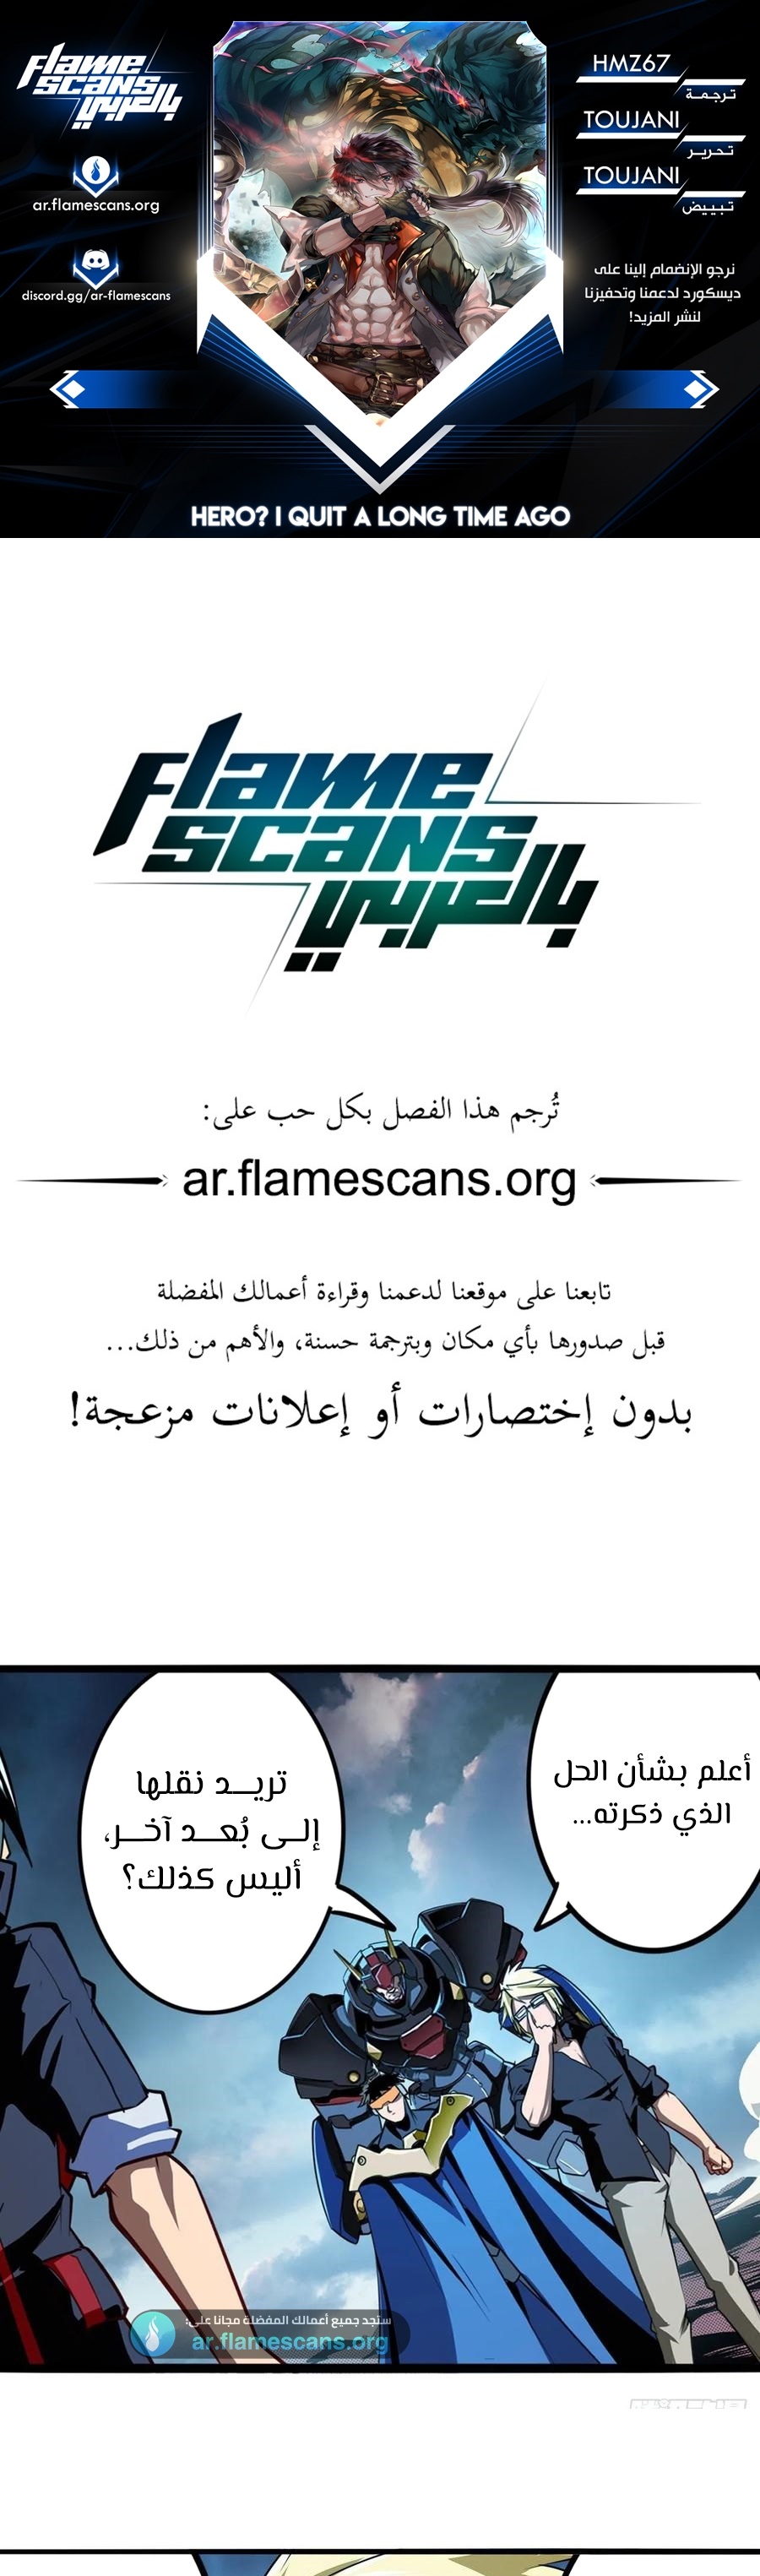 Flame
Scans
بالعربي
ar.flamescans.org
discord.gg/ar-flamescans
HMZ67
ترجمة
TOUJANI
تحرير
TOUJANI
تبييض
نرجو الإنضمام إلينا على
ديسكورد لدعمنا وتحفيزنا
لنشر المزيد!
HERO? I QUIT A LONG TIME AGO
Flame
Scans
بالعربي
تُرجم هذا الفصل بكل حب على:
ar.flamescans.org
تابعنا على موقعنا لدعمنا وقراءة أعمالك المفضلة
قبل صدورها بأي مكان وبترجمة حسنة، والأهم من ذلك...
بدون إختصارات أو إعلانات مزعجة!
أعلم بشأن الحل
الذي ذكرته...
تريـــد نقلها
إلــى بُعـــد آخـــر،
أليس كذلك؟
ستجد جميع أعمالك المفضلة مجانا على:
ar.flamescans.org